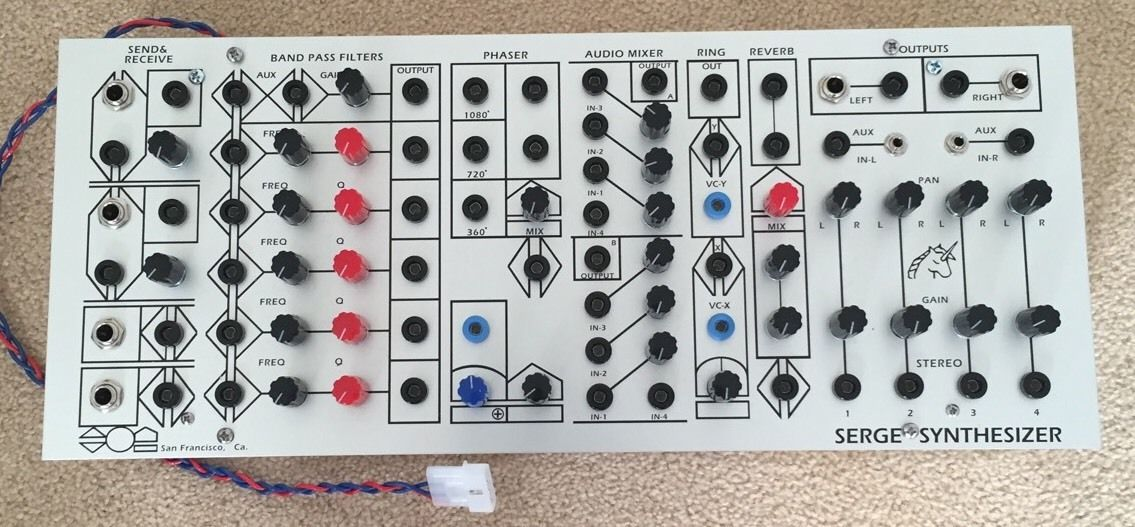 SEND&
RECEIVE
BAND PASS FILTERS
AUX
OUTPUT
FREQ
Q
FREQ
Q
FREQ
Q
FREQ
Q
San Francisco, Ca.
PHASER
1080°
720°
360°
MIX
AUDIO MIXER
OUTPUT
A
IN-3
IN-2
IN-1
IN-4
B
OUTPUT
IN-3
IN-2
IN-1
IN-4
RING
OUT
Y
VC-Y
X
VC-X
REVERB
MIX
OUTPUTS
LEFT
RIGHT
AUX
IN-L
AUX
IN-R
PAN
L R L R L R L R
GAIN
STEREO
1 2 3 4
SERGE SYNTHESIZER